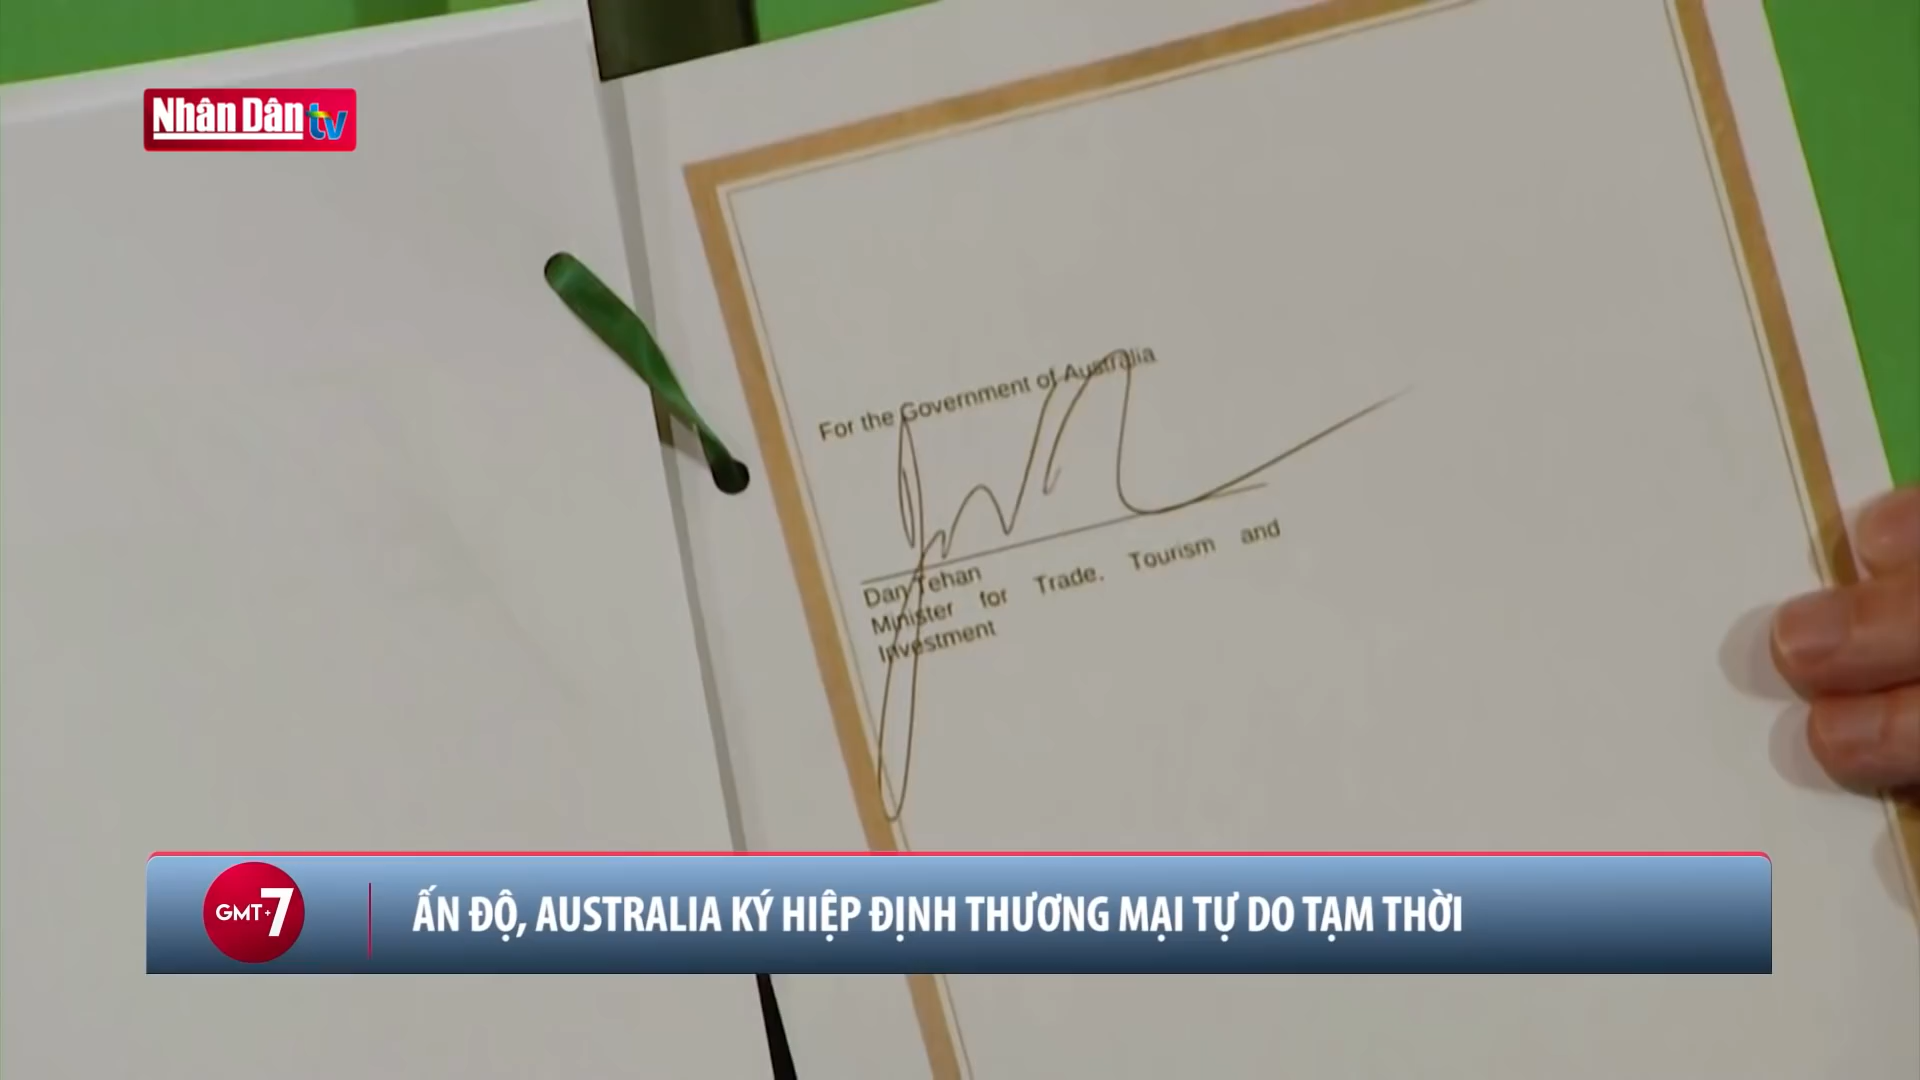 Nhân Dân tv
For the Government of Australia
Dan Tehan
Minister for Trade, Tourism and
Investment
GMT+7
ẤN ĐỘ, AUSTRALIA KÝ HIỆP ĐỊNH THƯƠNG MẠI TỰ DO TẠM THỜI